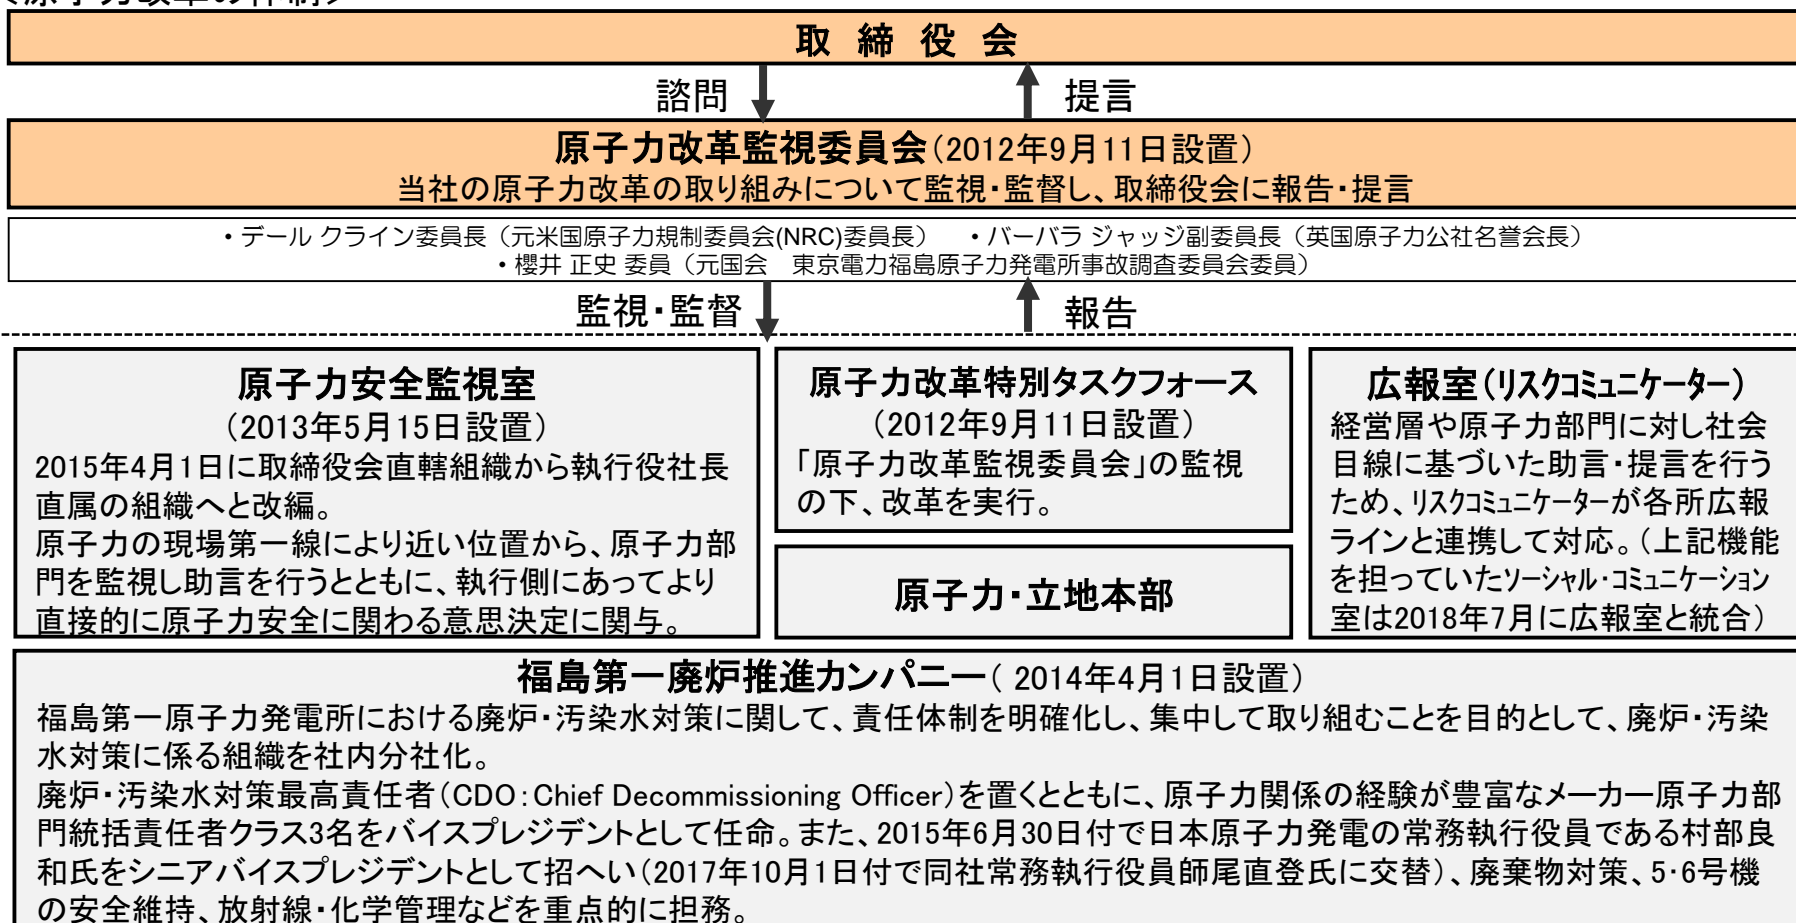 〈原子力改革の体制〉
取 締 役 会
諮問
提言
原子力改革監視委員会（2012年9月11日設置）
当社の原子力改革の取り組みについて監視・監督し、取締役会に報告・提言
・デール クライン委員長（元米国原子力規制委員会(NRC)委員長）　・バーバラ ジャッジ副委員長（英国原子力公社名誉会長）
・櫻井 正史 委員（元国会　東京電力福島原子力発電所事故調査委員会委員）
監視・監督
報告
原子力安全監視室
（2013年5月15日設置）
2015年4月1日に取締役会直轄組織から執行役社長
直属の組織へと改編。
原子力の現場第一線により近い位置から、原子力部
門を監視し助言を行うとともに、執行側にあってより
直接的に原子力安全に関わる意思決定に関与。
原子力改革特別タスクフォース
（2012年9月11日設置）
「原子力改革監視委員会」の監視
の下、改革を実行。
原子力・立地本部
広報室（ﾘｽｸｺﾐｭﾆｹｰﾀｰ）
経営層や原子力部門に対し社会
目線に基づいた助言・提言を行う
ため、ﾘｽｸｺﾐｭﾆｹｰﾀｰが各所広報
ラインと連携して対応。（上記機能
を担っていたｿｰｼｬﾙ･ｺﾐｭﾆｹｰｼｮﾝ
室は2018年7月に広報室と統合）
福島第一廃炉推進カンパニー（ 2014年4月1日設置）
福島第一原子力発電所における廃炉・汚染水対策に関して、責任体制を明確化し、集中して取り組むことを目的として、廃炉・汚染
水対策に係る組織を社内分社化。
廃炉・汚染水対策最高責任者（CDO：Chief Decommissioning Officer）を置くとともに、原子力関係の経験が豊富なメーカー原子力部
門統括責任者クラス3名をバイスプレジデントとして任命。また、2015年6月30日付で日本原子力発電の常務執行役員である村部良
和氏をシニアバイスプレジデントとして招へい（2017年10月1日付で同社常務執行役員師尾直登氏に交替）、廃棄物対策、5･6号機
の安全維持、放射線・化学管理などを重点的に担務。